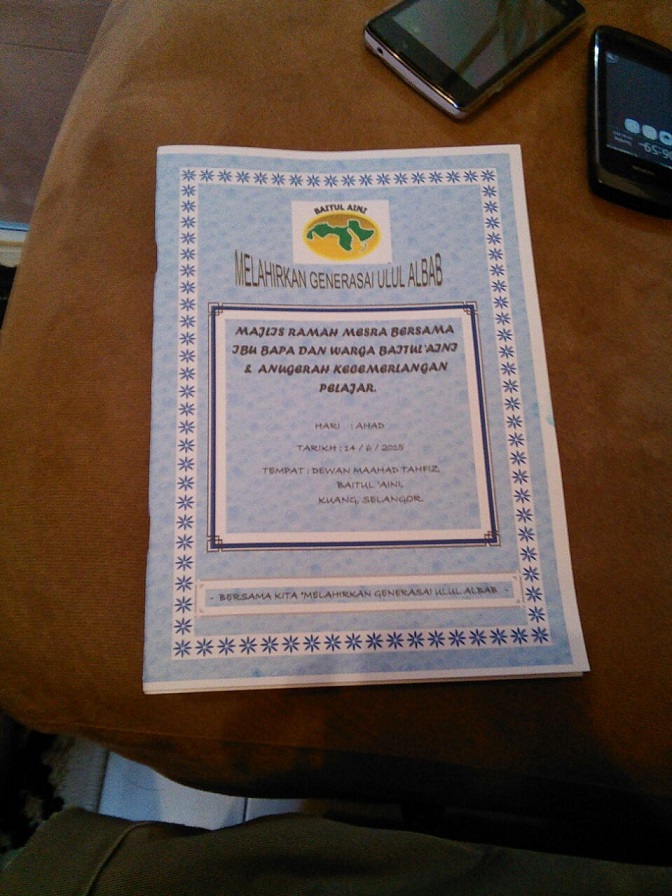 BAITUL AINI
MELAHIRKAN GENERASAI ULUL ALBAB
MAJLIS RAMAH MESRA BERSAMA
IBU BAPA DAN WARGA BAITUL'AINI
& ANUGERAH KECEMERLANGAN
PELAJAR.
HARI : AHAD
TARIKH : 14 / 6 / 2015
TEMPAT : DEWAN MAAHAD TAHFIZ
BAITUL 'AINI,
KUANG, SELANGOR.
- BERSAMA KITA "MELAHIRKAN GENERASAI ULUL ALBAB -